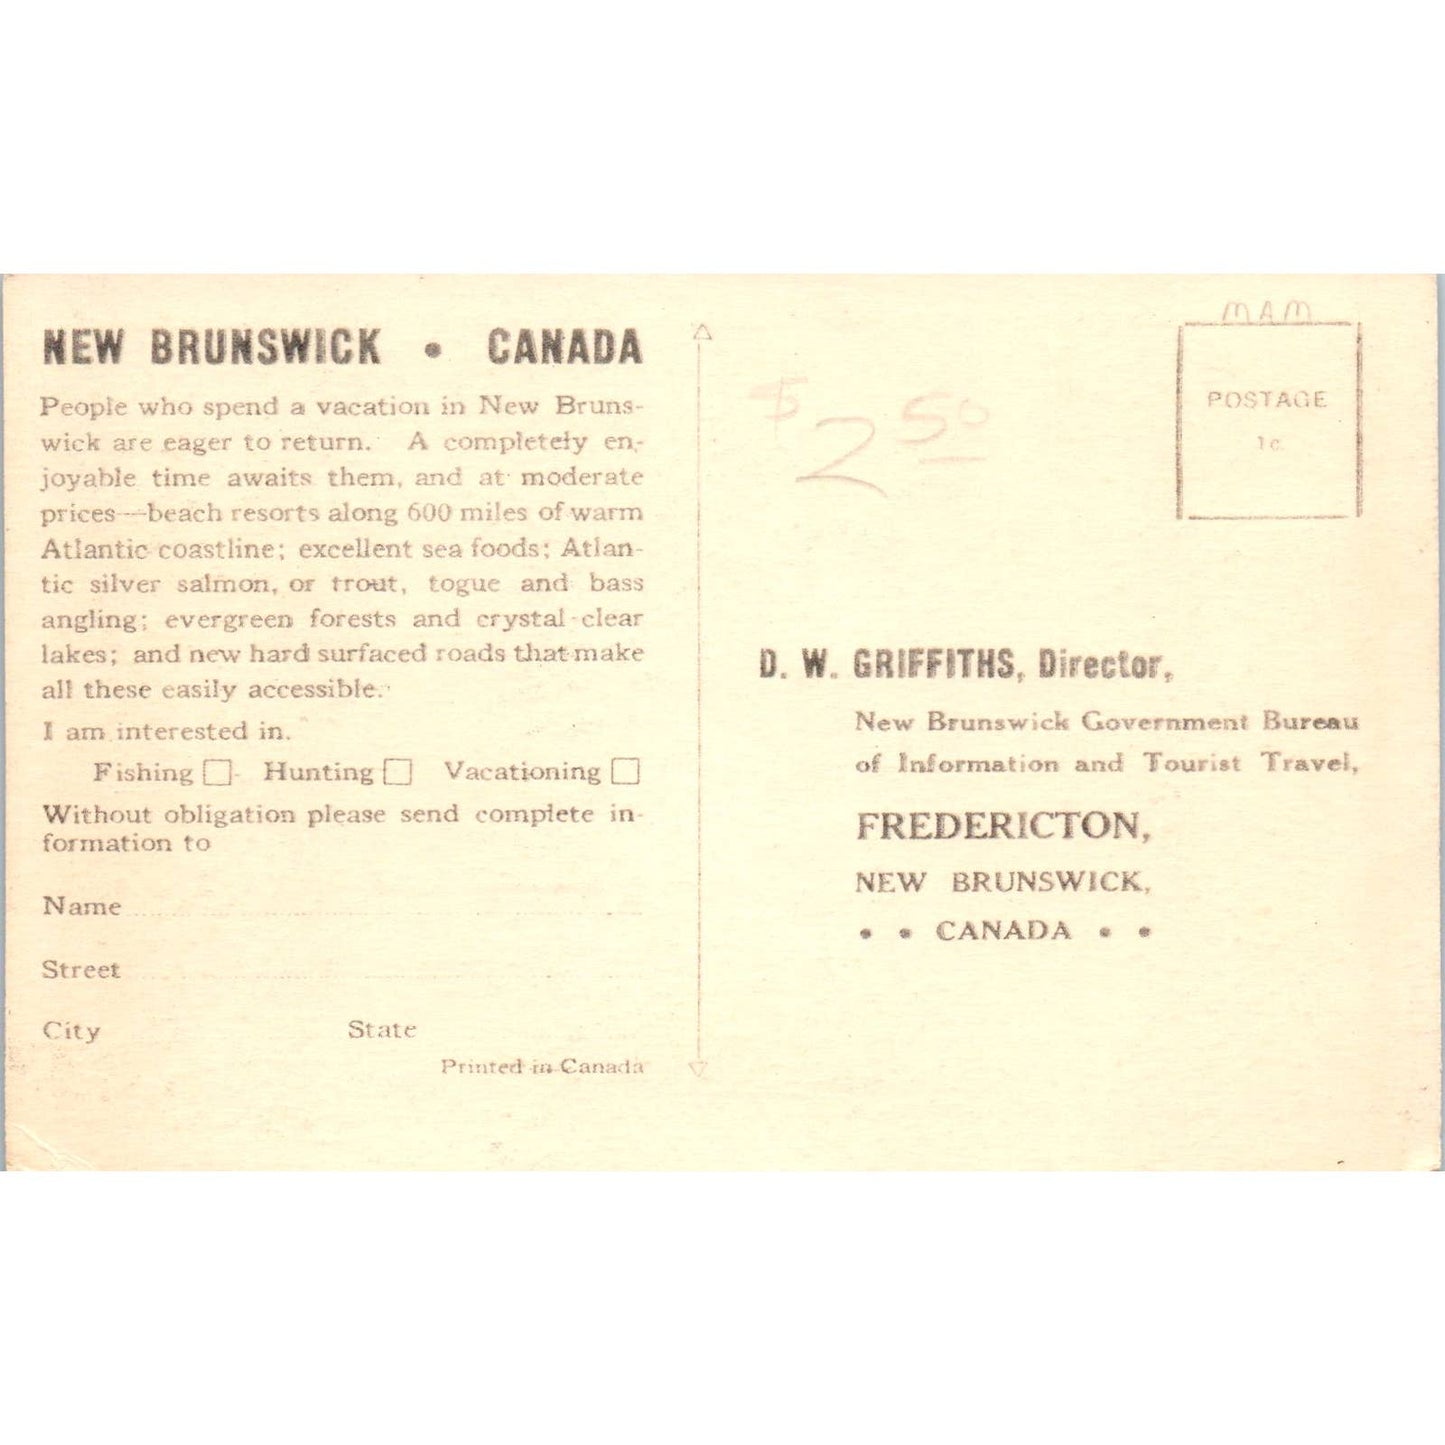 NEW BRUNSWICK • CANADA
People who spend a vacation in New Bruns-
wick are eager to return. A completely en-
joyable time awaits them, and at moderate
prices—beach resorts along 600 miles of warm
Atlantic coastline; excellent sea foods; Atlan-
tic silver salmon, or trout, togue and bass
angling; evergreen forests and crystal-clear
lakes; and new hard surfaced roads that make
all these easily accessible.
I am interested in.
Fishing □ Hunting □ Vacationing □
Without obligation please send complete in-
formation to
Name
Street
City State
Printed in Canada
MAM
POSTAGE
1c
$ 2 50
D. W. GRIFFITHS, Director,
New Brunswick Government Bureau
of Information and Tourist Travel,
FREDERICTON,
NEW BRUNSWICK,
• • CANADA • •